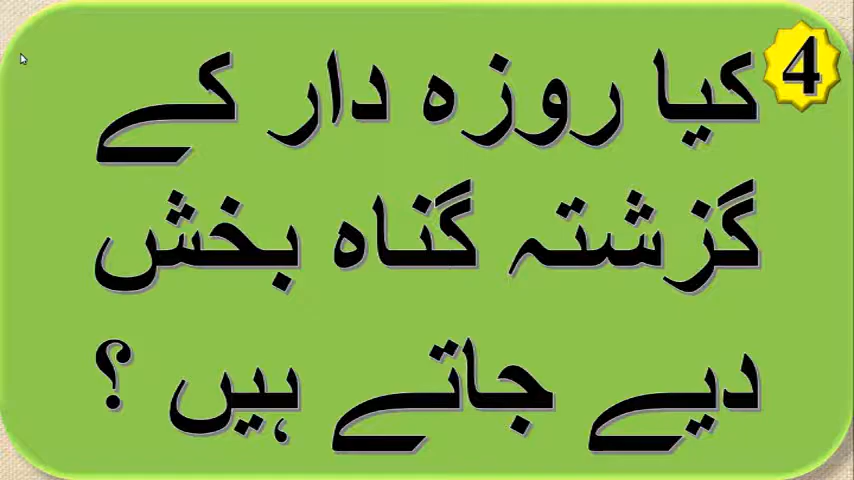 4
کیا روزہ دار کے
گزشتہ گناہ بخش
دیے جاتے ہیں ؟